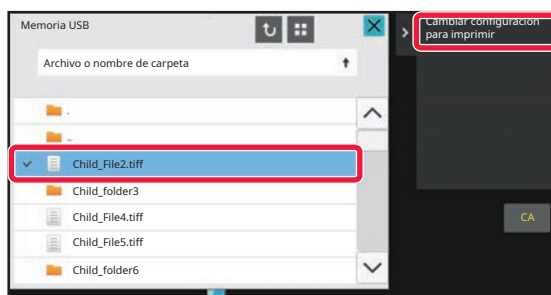 Memoria USB
Cambiar configuración
para imprimir
Archivo o nombre de carpeta
.
..
Child_File2.tiff
Child_folder3
Child_File4.tiff
Child_File5.tiff
Child_folder6
CA